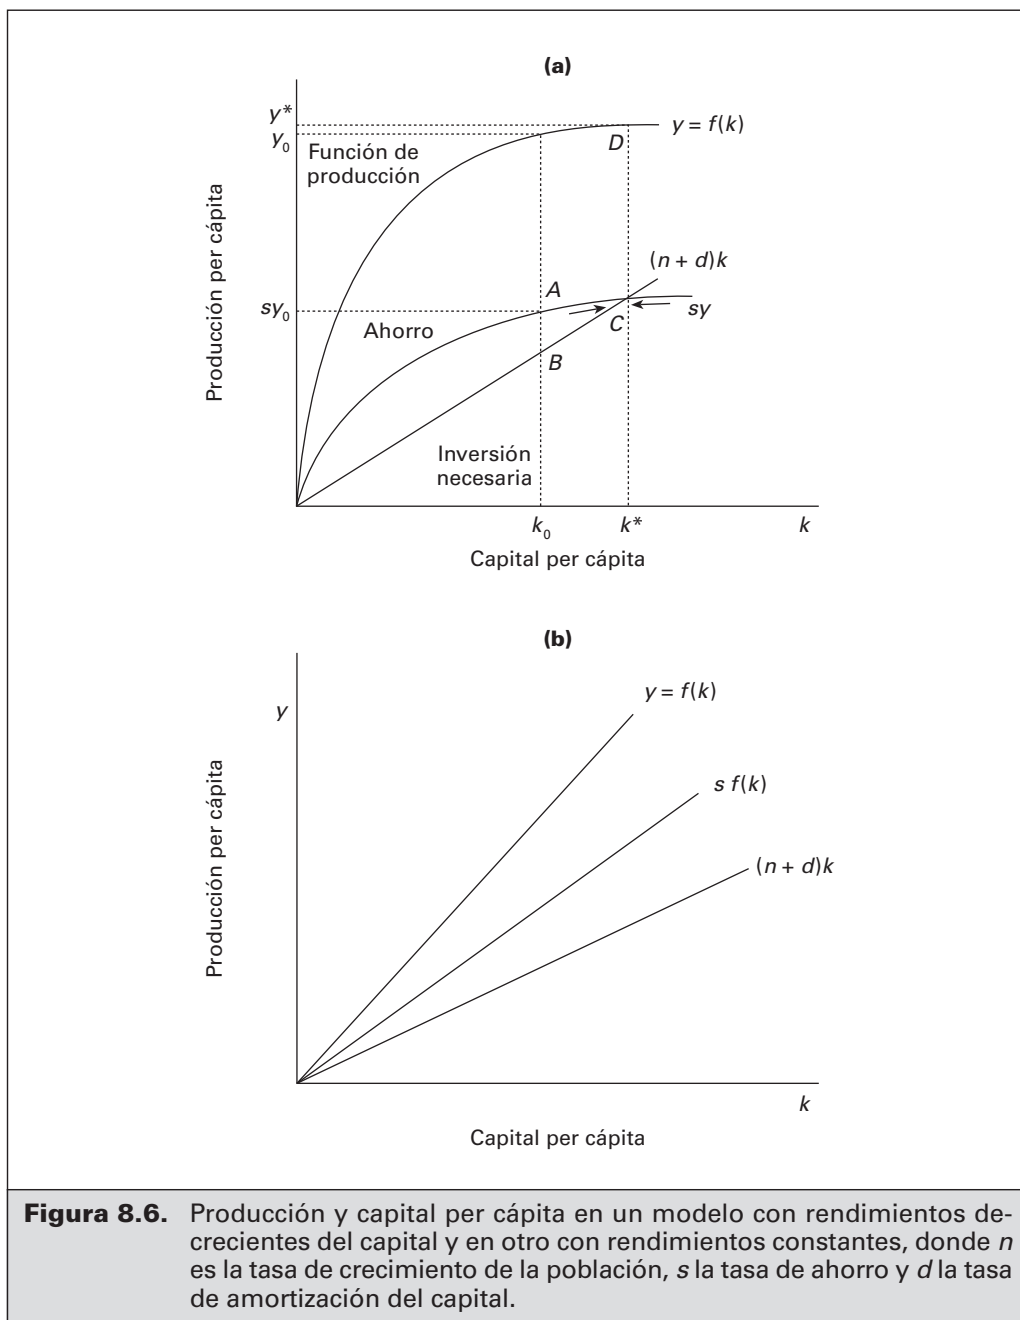 (a)
y*
y = f(k)
y0
Función de
producción
D
Producción per cápita
(n + d)k
A
sy0
Ahorro
C
sy
B
Inversión
necesaria
k0
k*
k
Capital per cápita
(b)
y = f(k)
y
Producción per cápita
s f(k)
(n + d)k
k
Capital per cápita
Figura 8.6. Producción y capital per cápita en un modelo con rendimientos de-
crecientes del capital y en otro con rendimientos constantes, donde n
es la tasa de crecimiento de la población, s la tasa de ahorro y d la tasa
de amortización del capital.